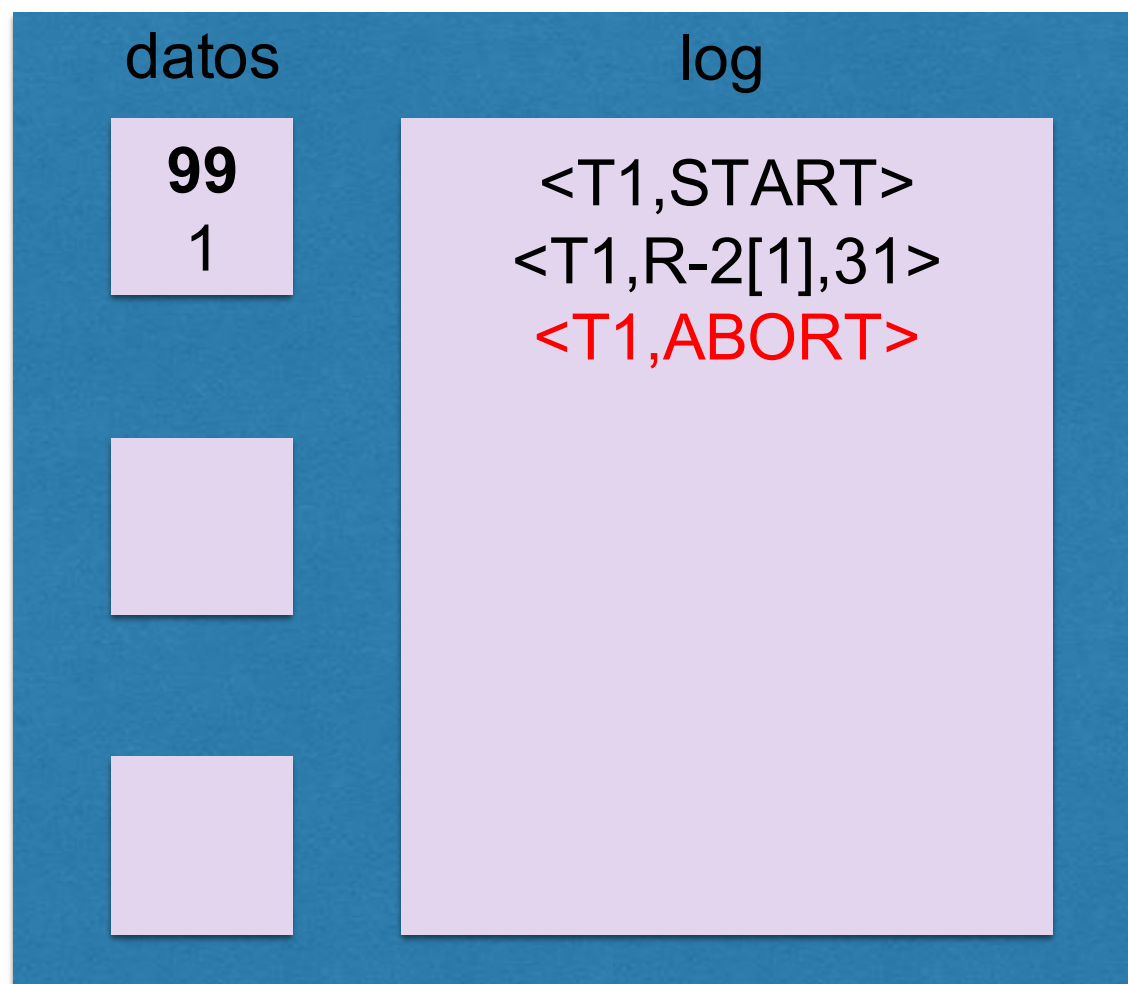 datos
log
99
1
<T1,START>
<T1,R-2[1],31>
<T1,ABORT>